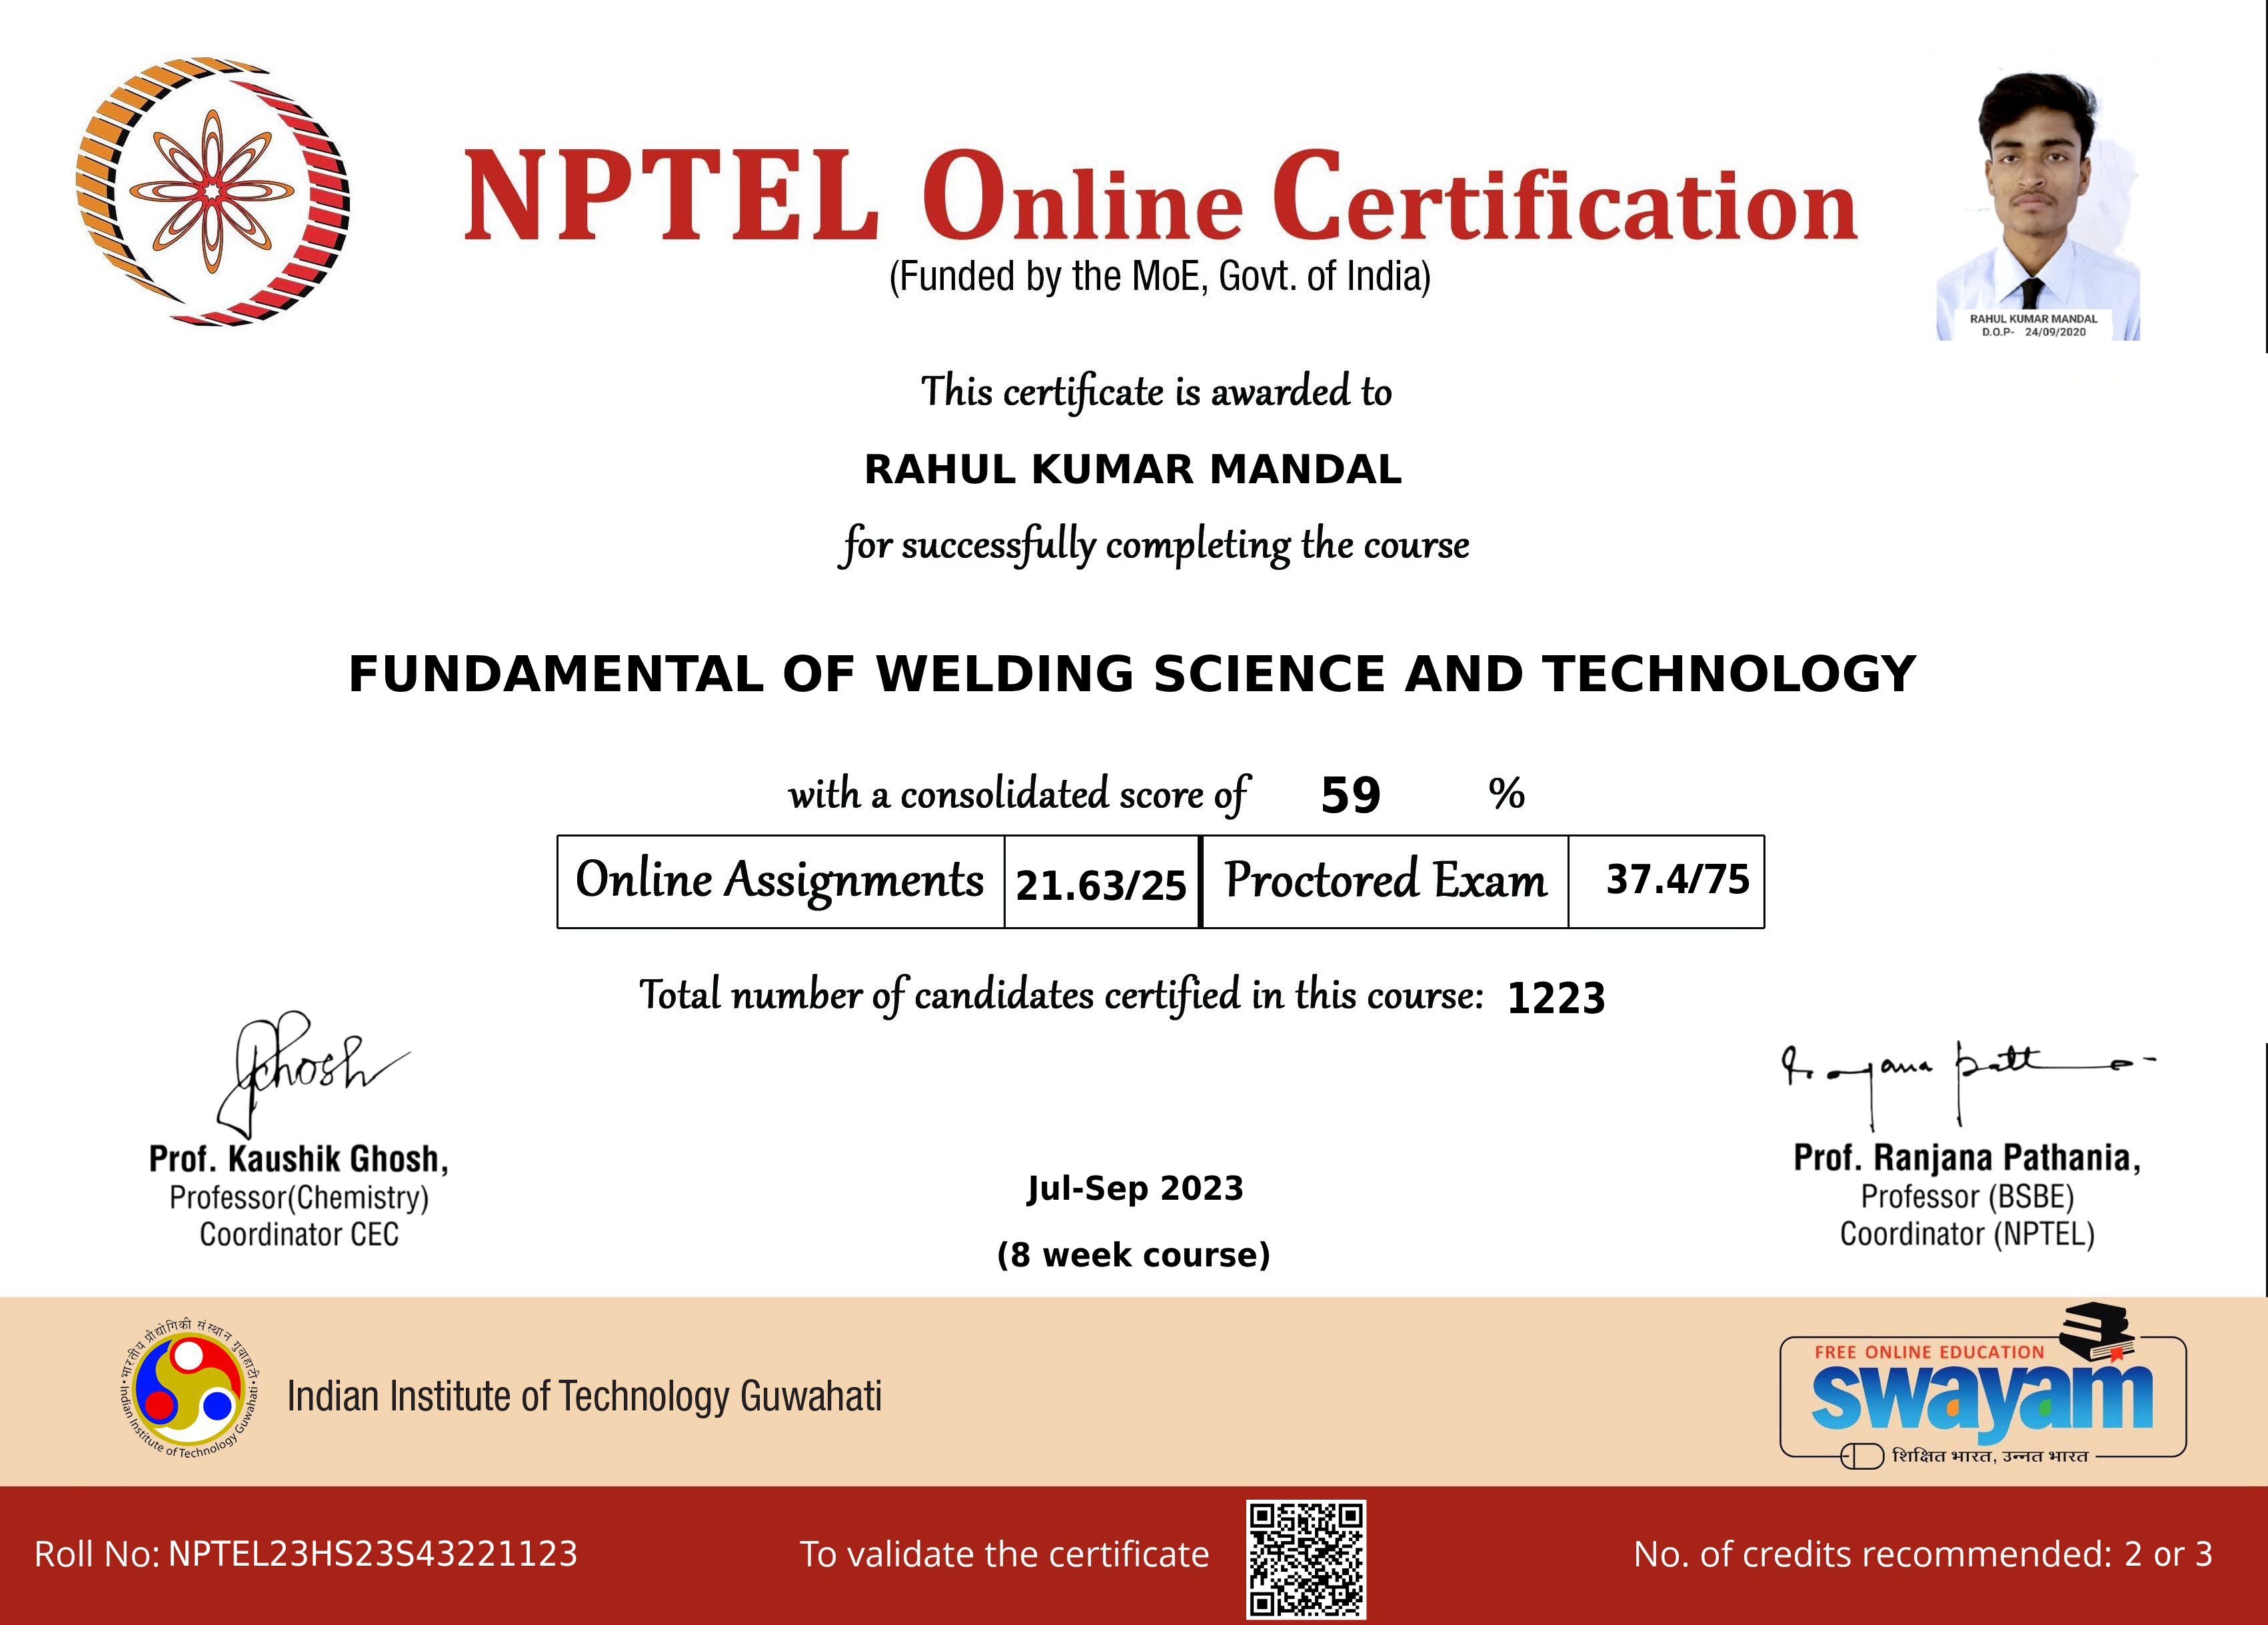 NPTEL Online Certification
(Funded by the MoE, Govt. of India)
RAHUL KUMAR MANDAL
D.O.P- 24/09/2020
This certificate is awarded to
RAHUL KUMAR MANDAL
for successfully completing the course
FUNDAMENTAL OF WELDING SCIENCE AND TECHNOLOGY
with a consolidated score of 59 %
Online Assignments 21.63/25 Proctored Exam 37.4/75
Total number of candidates certified in this course: 1223
Ghosh
Prof. Kaushik Ghosh,
Professor(Chemistry)
Coordinator CEC
Jul-Sep 2023
(8 week course)
Prof. Ranjana Pathania,
Professor (BSBE)
Coordinator (NPTEL)
भारतीय प्रौद्योगिकी संस्थान गुवाहाटी
Indian Institute of Technology Guwahati
Indian Institute of Technology Guwahati
FREE ONLINE EDUCATION
swayam
शिक्षित भारत, उन्नत भारत
Roll No: NPTEL23HS23S43221123
To validate the certificate
No. of credits recommended: 2 or 3